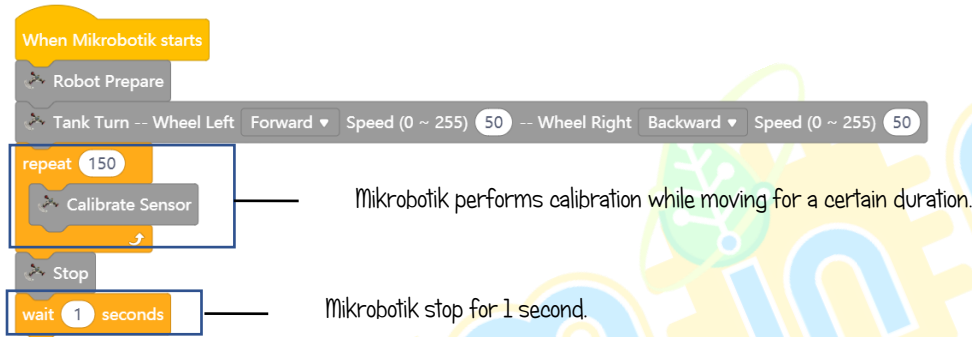 When Mikrobotik starts
Robot Prepare
Tank Turn -- Wheel Left Forward ▾ Speed (0 ~ 255) 50 -- Wheel Right Backward ▾ Speed (0 ~ 255) 50
repeat 150
Calibrate Sensor
Mikrobotik performs calibration while moving for a certain duration.
Stop
wait 1 seconds
Mikrobotik stop for 1 second.